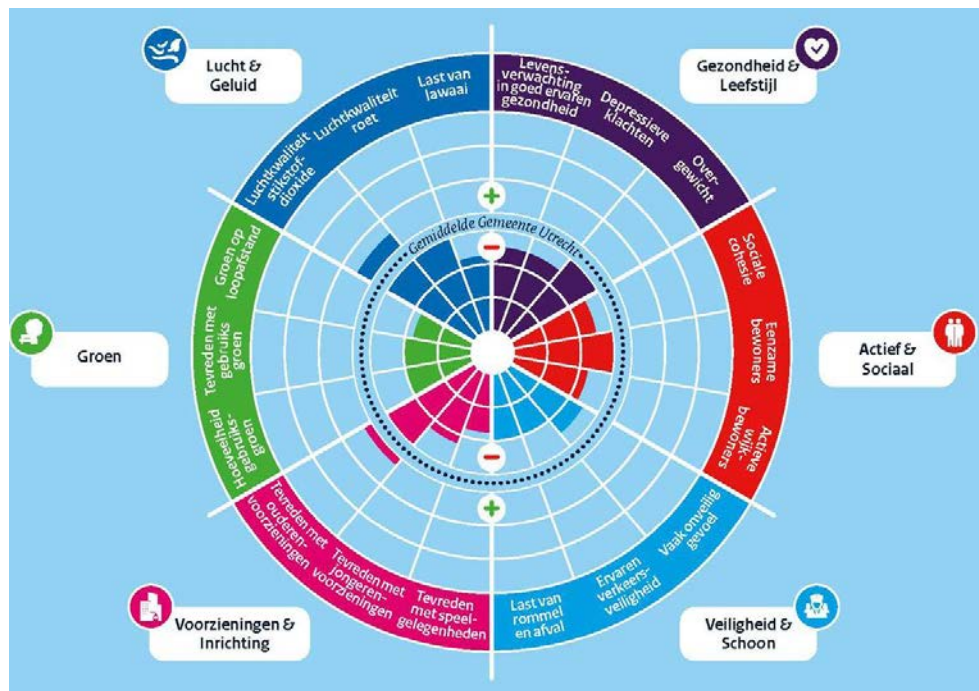 Lucht &
Geluid
Gezondheid &
Leefstijl
Groen
Actief &
Sociaal
Voorzieningen &
Inrichting
Veiligheid &
Schoon
Luchtkwaliteit
stikstof-
dioxide
Luchtkwaliteit
roet
Last van
lawaai
Levens-
verwachting
in goed ervaren
gezondheid
Depressieve
klachten
Over-
gewicht
Sociale
cohesie
Eenzame
bewoners
Actieve
wijk-
bewoners
Vaak onveilig
gevoel
Ervaren
verkeers-
veiligheid
Last van
rommel
en afval
Tevreden
met speel-
gelegenheden
Tevreden met
jongeren-
voorzieningen
Tevreden met
ouderen-
voorzieningen
Hoeveelheid
gebruiks-
groen
Tevreden met
gebruiks
groen
Groen op
loopafstand
+
Gemiddelde Gemeente Utrecht
−
−
+